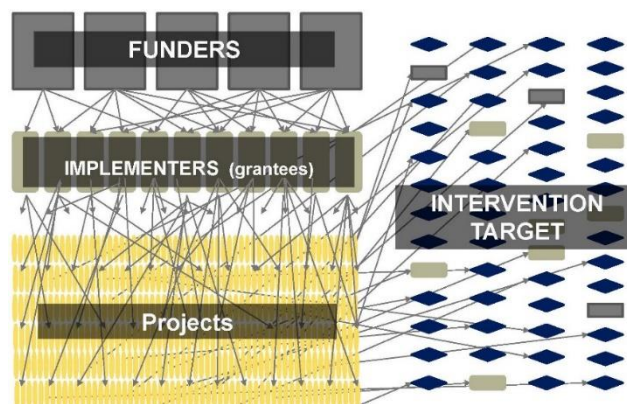 FUNDERS
IMPLEMENTERS (grantees)
INTERVENTION
TARGET
Projects